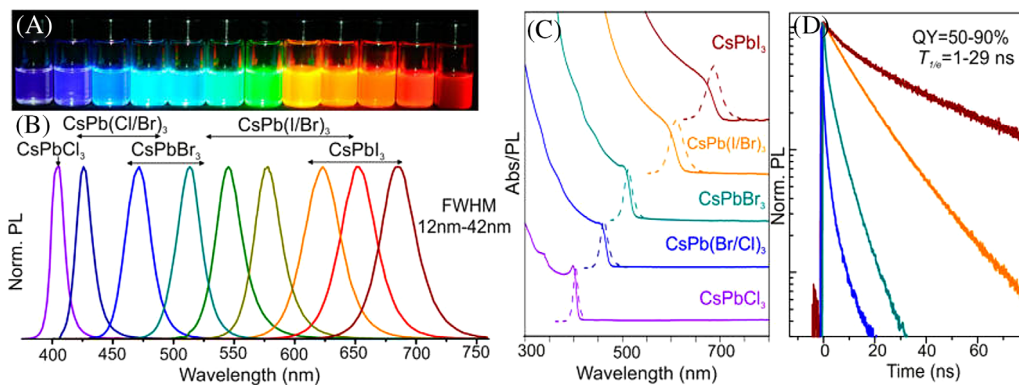 (A)
(B)
CsPb(Cl/Br)₃
CsPb(I/Br)₃
CsPbCl₃
CsPbBr₃
CsPbI₃
FWHM
12nm-42nm
Norm. PL
400 450 500 550 600 650 700 750
Wavelength (nm)
(C)
CsPbI₃
CsPb(I/Br)₃
CsPbBr₃
CsPb(Br/Cl)₃
CsPbCl₃
Abs/PL
300 500 700
Wavelength (nm)
(D)
QY=50-90%
T₁/ₑ=1-29 ns
Norm. PL
0 20 40 60
Time (ns)